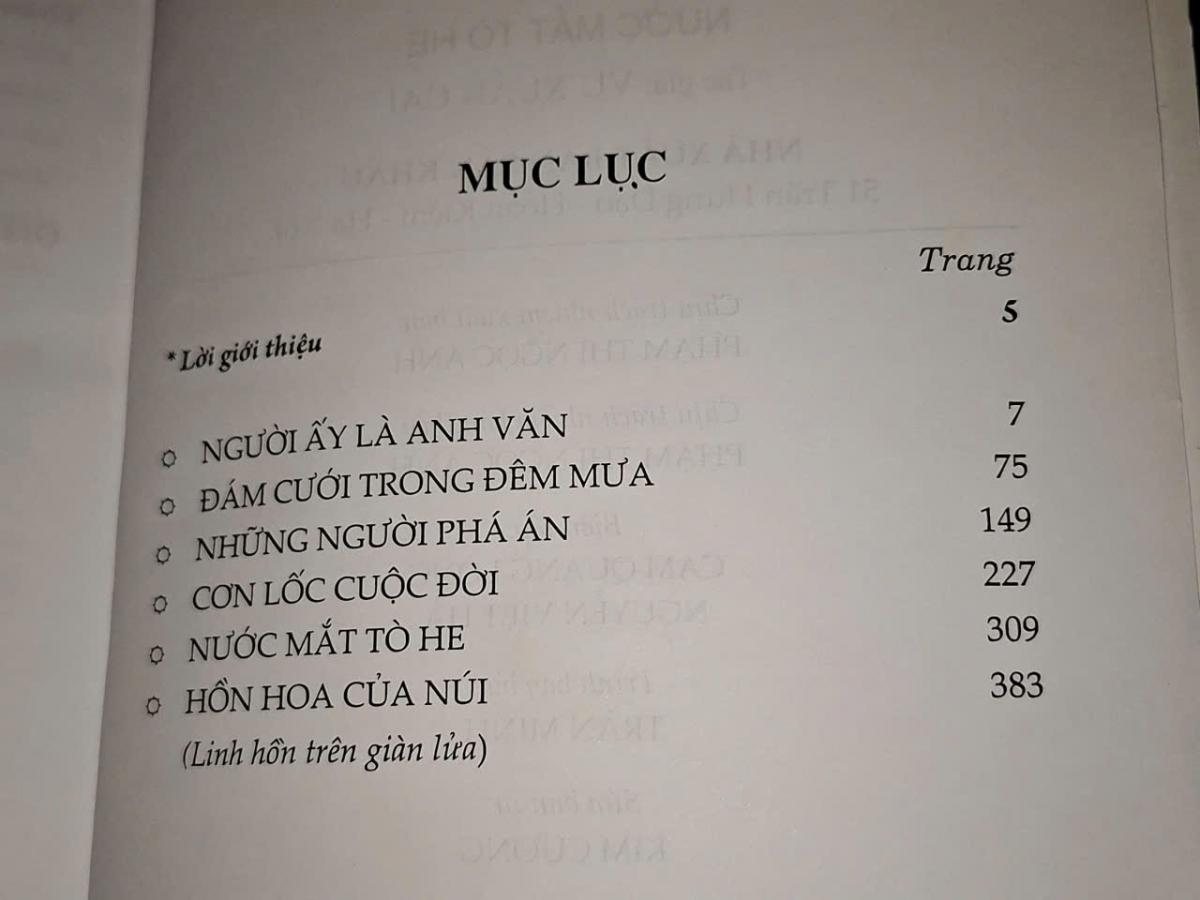 MỤC LỤC
Trang
*Lời giới thiệu 5
NGƯỜI ẤY LÀ ANH VĂN 7
ĐÁM CƯỚI TRONG ĐÊM MƯA 75
NHỮNG NGƯỜI PHÁ ÁN 149
CƠN LỐC CUỘC ĐỜI 227
NƯỚC MẮT TÒ HE 309
HỒN HOA CỦA NÚI 383
(Linh hồn trên giàn lửa)